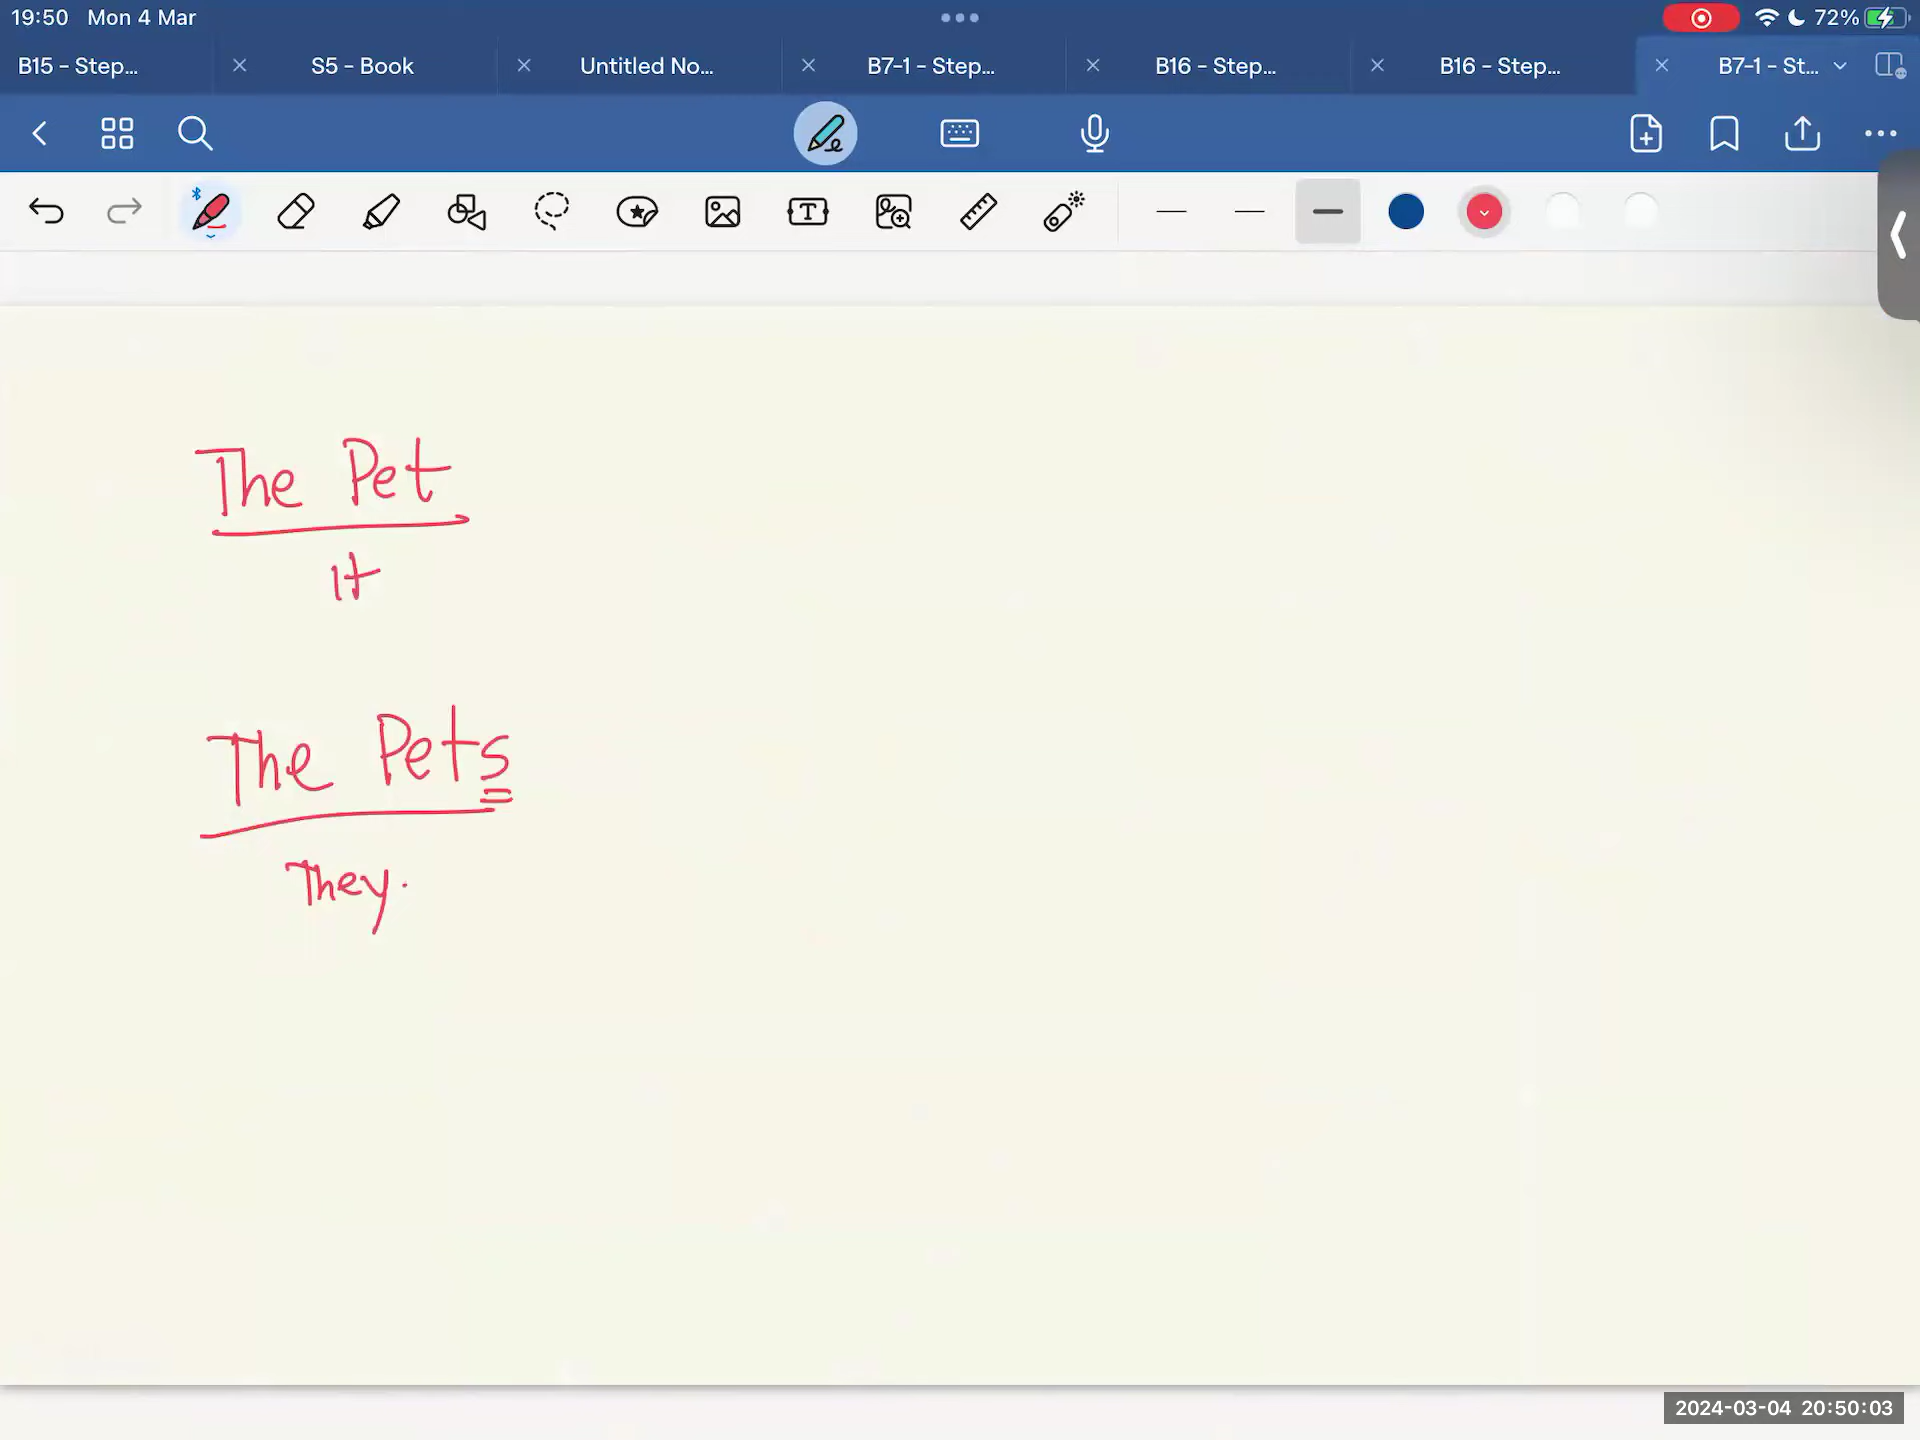 19:50 Mon 4 Mar
72%
B15 - Step...
S5 - Book
Untitled No...
B7-1 - Step...
B16 - Step...
B16 - Step...
B7-1 - St...
The Pet
It
The Pets
They.
2024-03-04 20:50:03